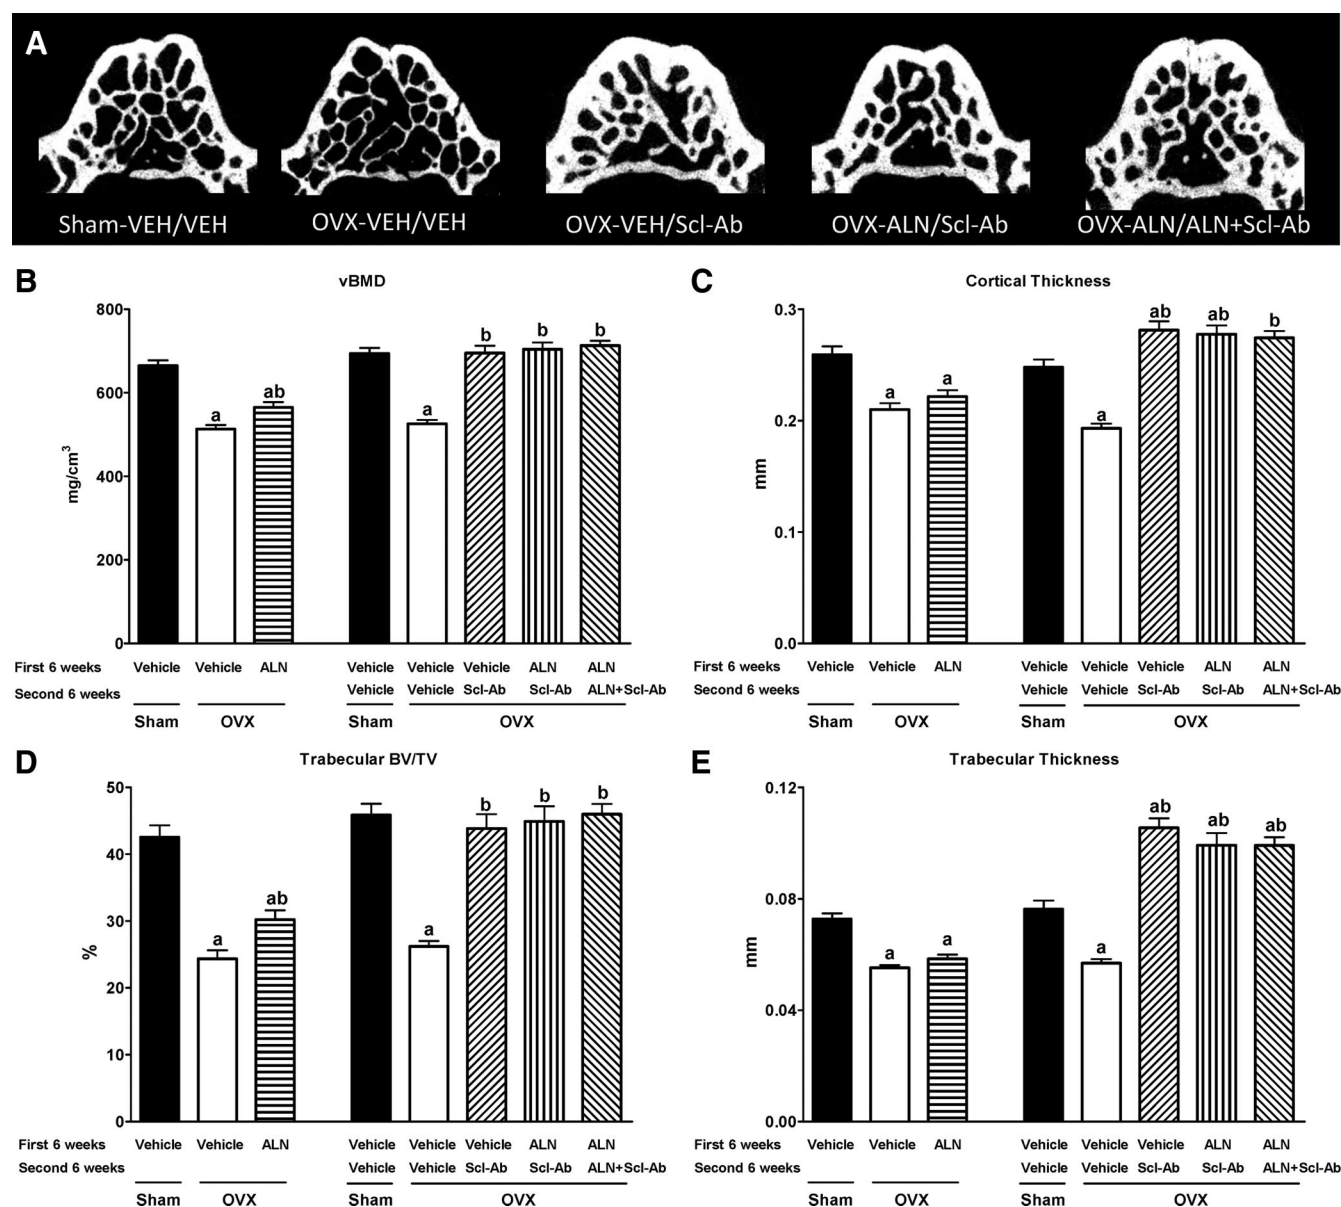 A
Sham-VEH/VEH
OVX-VEH/VEH
OVX-VEH/Scl-Ab
OVX-ALN/Scl-Ab
OVX-ALN/ALN+Scl-Ab
B
vBMD
800
600
400
200
0
mg/cm³
a
ab
a
b
b
b
First 6 weeks Vehicle Vehicle ALN Vehicle Vehicle Vehicle ALN ALN
Second 6 weeks Vehicle Vehicle Scl-Ab Scl-Ab ALN+Scl-Ab
Sham OVX Sham OVX
C
Cortical Thickness
0.3
0.2
0.1
0.0
mm
a
a
a
ab
ab
b
First 6 weeks Vehicle Vehicle ALN Vehicle Vehicle Vehicle ALN ALN
Second 6 weeks Vehicle Vehicle Scl-Ab Scl-Ab ALN+Scl-Ab
Sham OVX Sham OVX
D
Trabecular BV/TV
50
40
30
20
10
0
%
a
ab
a
b
b
b
First 6 weeks Vehicle Vehicle ALN Vehicle Vehicle Vehicle ALN ALN
Second 6 weeks Vehicle Vehicle Scl-Ab Scl-Ab ALN+Scl-Ab
Sham OVX Sham OVX
E
Trabecular Thickness
0.12
0.08
0.04
0.00
mm
a
a
a
ab
ab
ab
First 6 weeks Vehicle Vehicle ALN Vehicle Vehicle Vehicle ALN ALN
Second 6 weeks Vehicle Vehicle Scl-Ab Scl-Ab ALN+Scl-Ab
Sham OVX Sham OVX